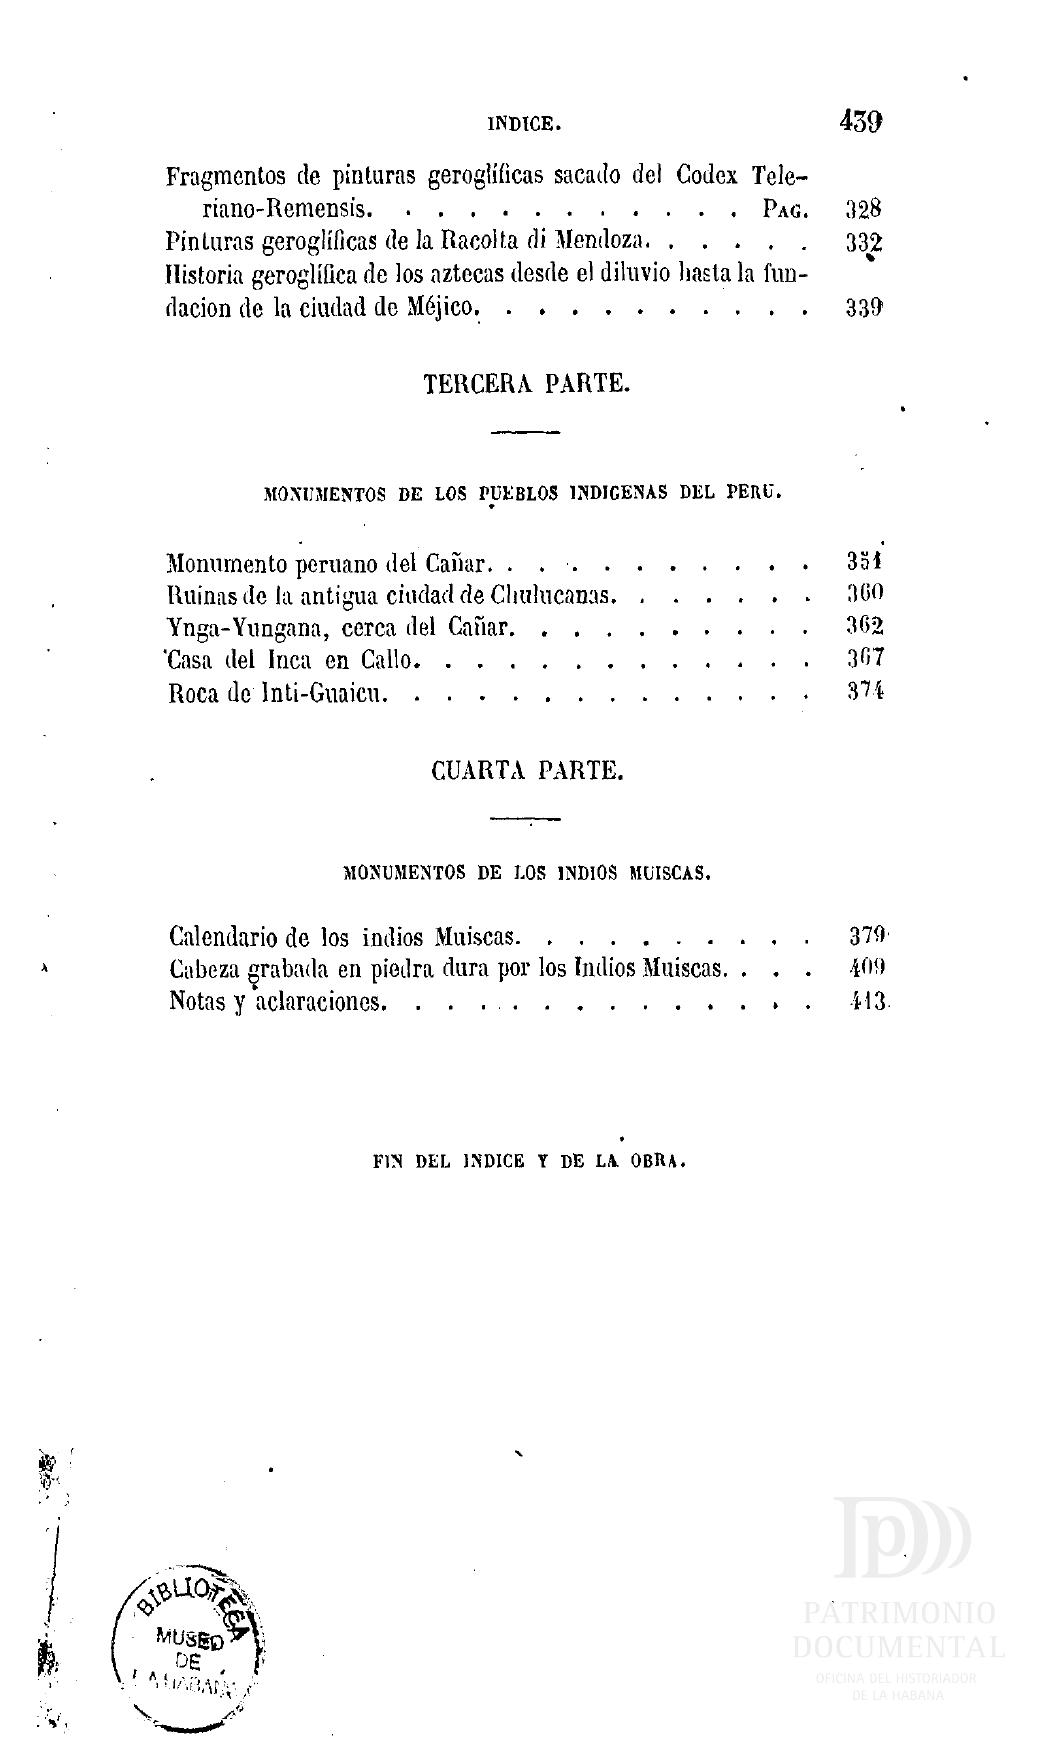 INDICE. 439
Fragmentos de pinturas geroglíficas sacado del Codex Tele-
riano-Remensis. . . . . . . . . . . . PAG. 328
Pinturas geroglíficas de la Racolta di Mendoza. . . . . . 332
Historia geroglífica de los aztecas desde el diluvio hasta la fun-
dacion de la ciudad de Méjico. . . . . . . . . . . 339
TERCERA PARTE.
MONUMENTOS DE LOS PUEBLOS INDIGENAS DEL PERU.
Monumento peruano del Cañar. . . . . . . . . . . 351
Ruinas de la antigua ciudad de Chulucanas. . . . . . . 360
Ynga-Yungana, cerca del Cañar. . . . . . . . . . 362
Casa del Inca en Callo. . . . . . . . . . . . . 367
Roca de Inti-Guaicu. . . . . . . . . . . . . . 374
CUARTA PARTE.
MONUMENTOS DE LOS INDIOS MUISCAS.
Calendario de los indios Muiscas. . . . . . . . . . 379
Cabeza grabada en piedra dura por los Indios Muiscas. . . . 409
Notas y aclaraciones. . . . . . . . . . . . . . 413
FIN DEL INDICE Y DE LA OBRA.
BIBLIOTECA
MUSEO
DE
LA HABANA
PATRIMONIO
DOCUMENTAL
OFICINA DEL HISTORIADOR
DE LA HABANA